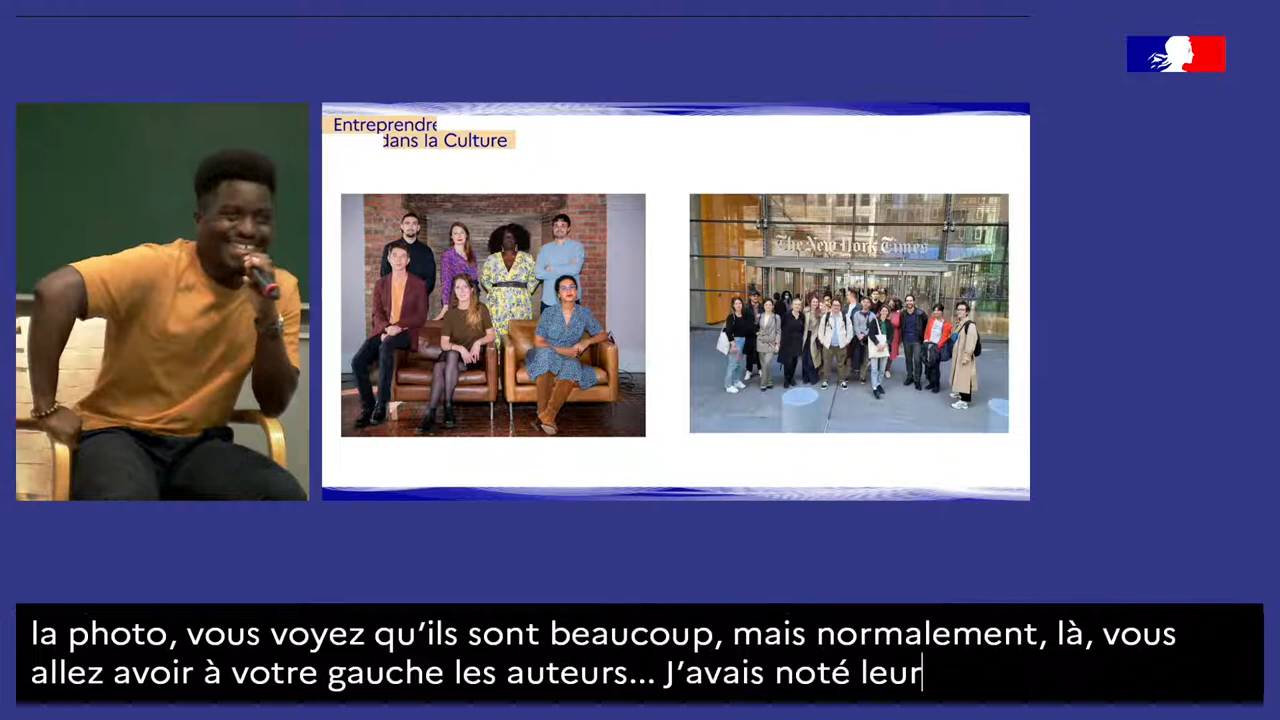 Entreprendre
dans la Culture
The New York Times
la photo, vous voyez qu'ils sont beaucoup, mais normalement, là, vous
allez avoir à votre gauche les auteurs... J'avais noté leur